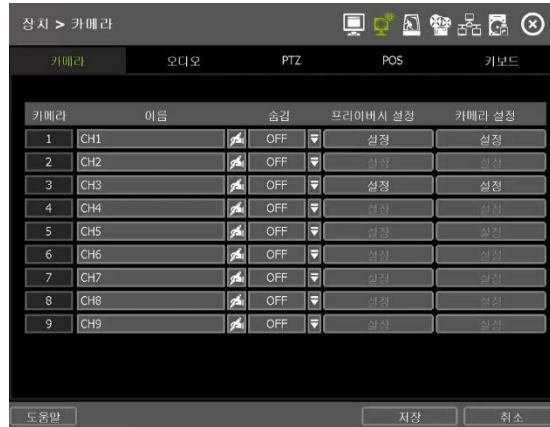 장치 > 카메라
카메라 오디오 PTZ POS 키보드
카메라 이름 숨김 프라이버시 설정 카메라 설정
1 CH1 OFF 설정 설정
2 CH2 OFF 설정 설정
3 CH3 OFF 설정 설정
4 CH4 OFF 설정 설정
5 CH5 OFF 설정 설정
6 CH6 OFF 설정 설정
7 CH7 OFF 설정 설정
8 CH8 OFF 설정 설정
9 CH9 OFF 설정 설정
도움말 저장 취소